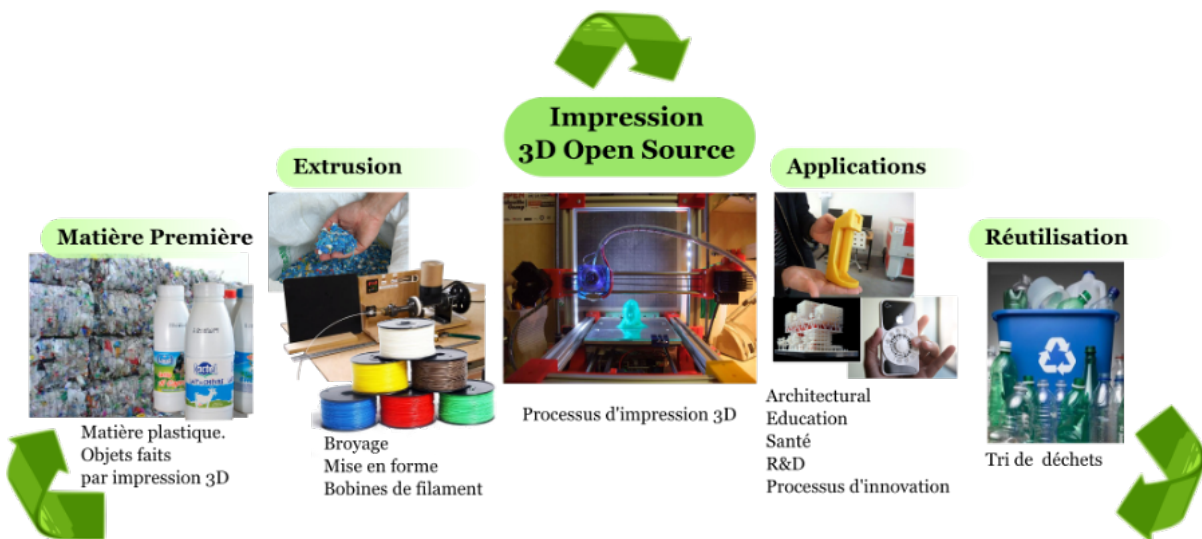 Impression
3D Open Source
Extrusion
Applications
Matière Première
Réutilisation
Matière plastique.
Objets faits
par impression 3D
Broyage
Mise en forme
Bobines de filament
Processus d'impression 3D
Architectural
Education
Santé
R&D
Processus d'innovation
Tri de déchets